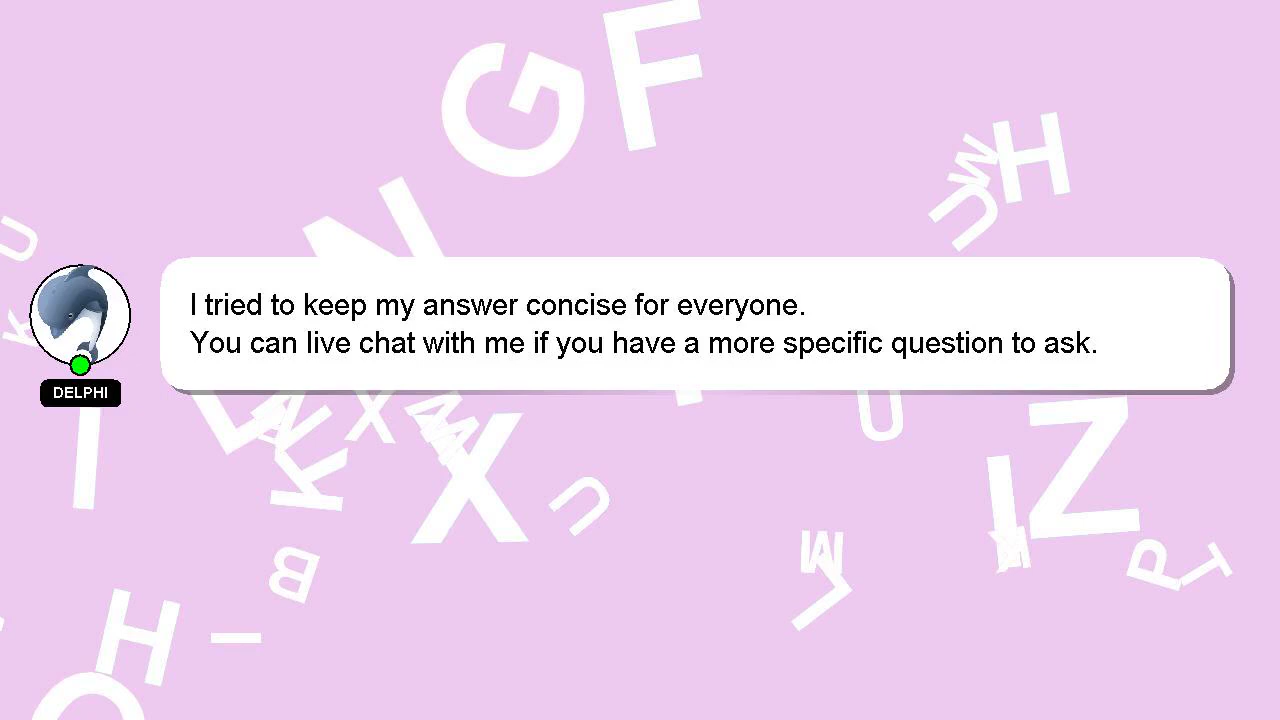 G F
W H
U
U
N
K
I tried to keep my answer concise for everyone.
You can live chat with me if you have a more specific question to ask.
DELPHI
L X U
I K X U Z
I
B M P T
L
H I
O